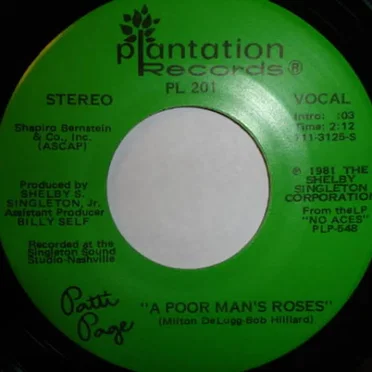 plantation
Records®
PL 201
STEREO
VOCAL
Shapiro Bernstein
& Co., Inc.
(ASCAP)
Intro: :03
Time: 2:12
711-3125-S
Produced by
SHELBY S.
SINGLETON, Jr.
Assistant Producer
BILLY SELF
℗ 1981 THE
SHELBY
SINGLETON
CORPORATION
From the LP
"NO ACES"
PLP-548
Recorded at the
Singleton Sound
Studio-Nashville
Patti
Page
"A POOR MAN'S ROSES"
(Milton DeLugg-Bob Hilliard)